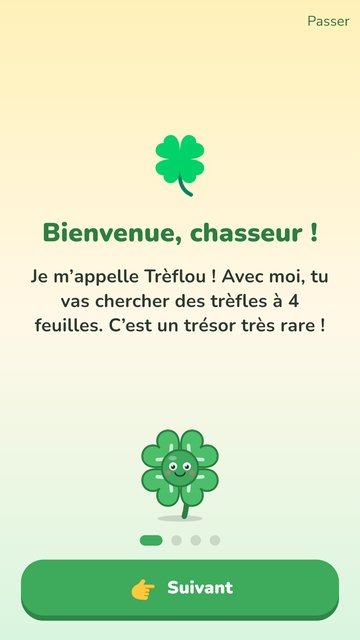 Passer
Bienvenue, chasseur !
Je m’appelle Trèflou ! Avec moi, tu
vas chercher des trèfles à 4
feuilles. C’est un trésor très rare !
Suivant